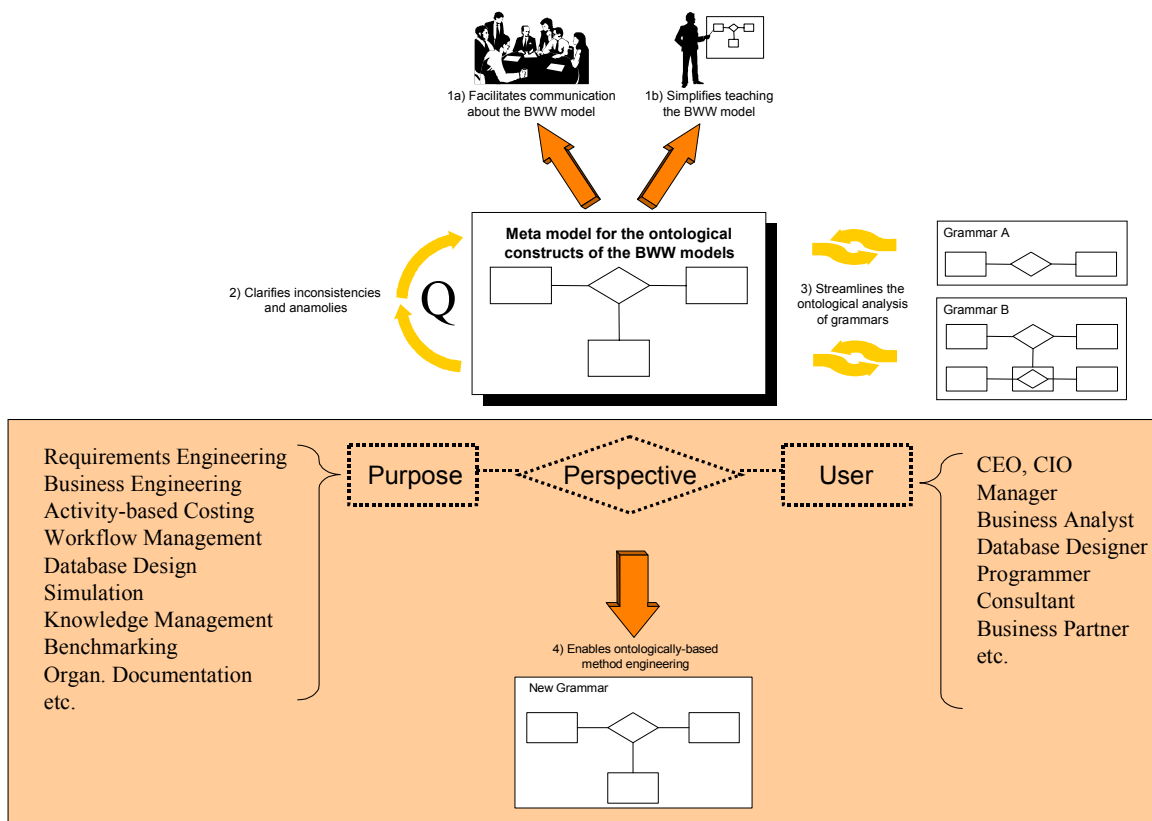 1a) Facilitates communication
about the BWW model
1b) Simplifies teaching
the BWW model
Meta model for the ontological
constructs of the BWW models
2) Clarifies inconsistencies
and anamolies
Q
3) Streamlines the
ontological analysis
of grammars
Grammar A
Grammar B
Requirements Engineering
Business Engineering
Activity-based Costing
Workflow Management
Database Design
Simulation
Knowledge Management
Benchmarking
Organ. Documentation
etc.
Purpose
Perspective
User
CEO, CIO
Manager
Business Analyst
Database Designer
Programmer
Consultant
Business Partner
etc.
4) Enables ontologically-based
method engineering
New Grammar